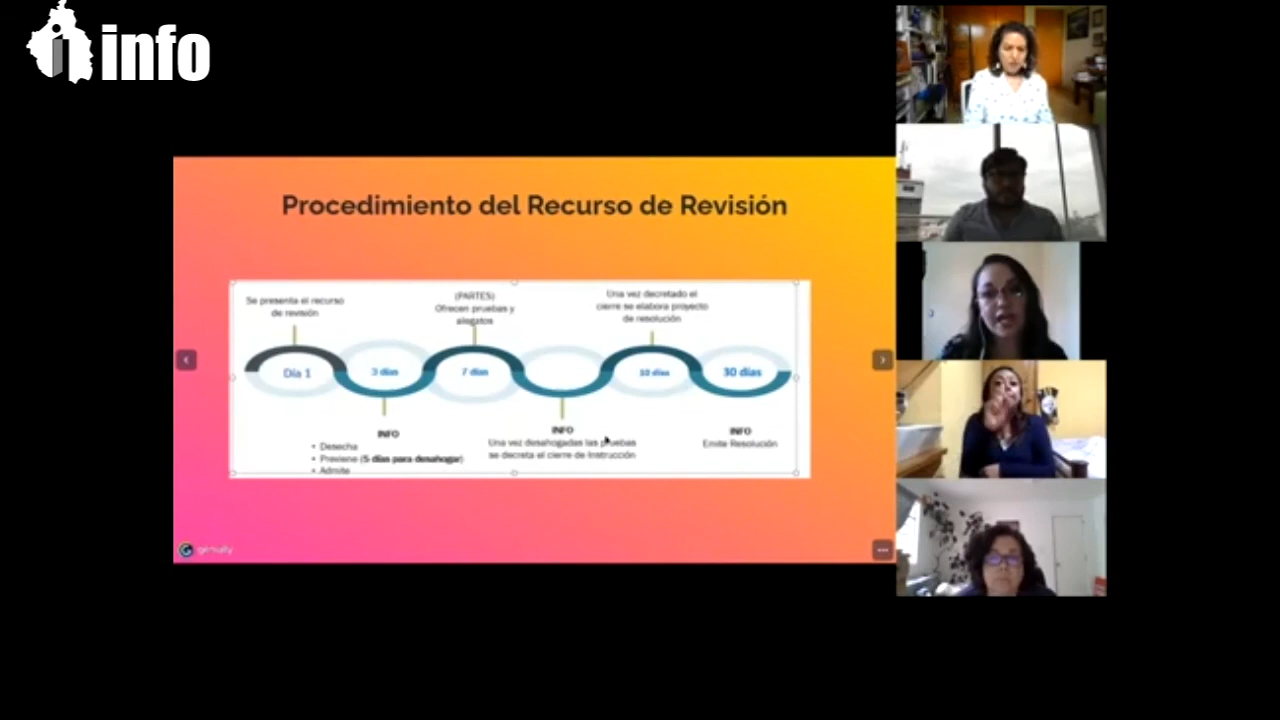 info
Procedimiento del Recurso de Revisión
Se presenta el recurso
de revisión
(PARTES)
Ofrecen pruebas y
alegatos
Una vez decretado el
cierre se elabora proyecto
de resolución
Día 1
3 días
7 días
10 días
30 días
INFO
• Desecha
• Previene (5 días para desahogar)
• Admite
INFO
Una vez desahogadas las pruebas
se decreta el cierre de Instrucción
INFO
Emite Resolución
genially